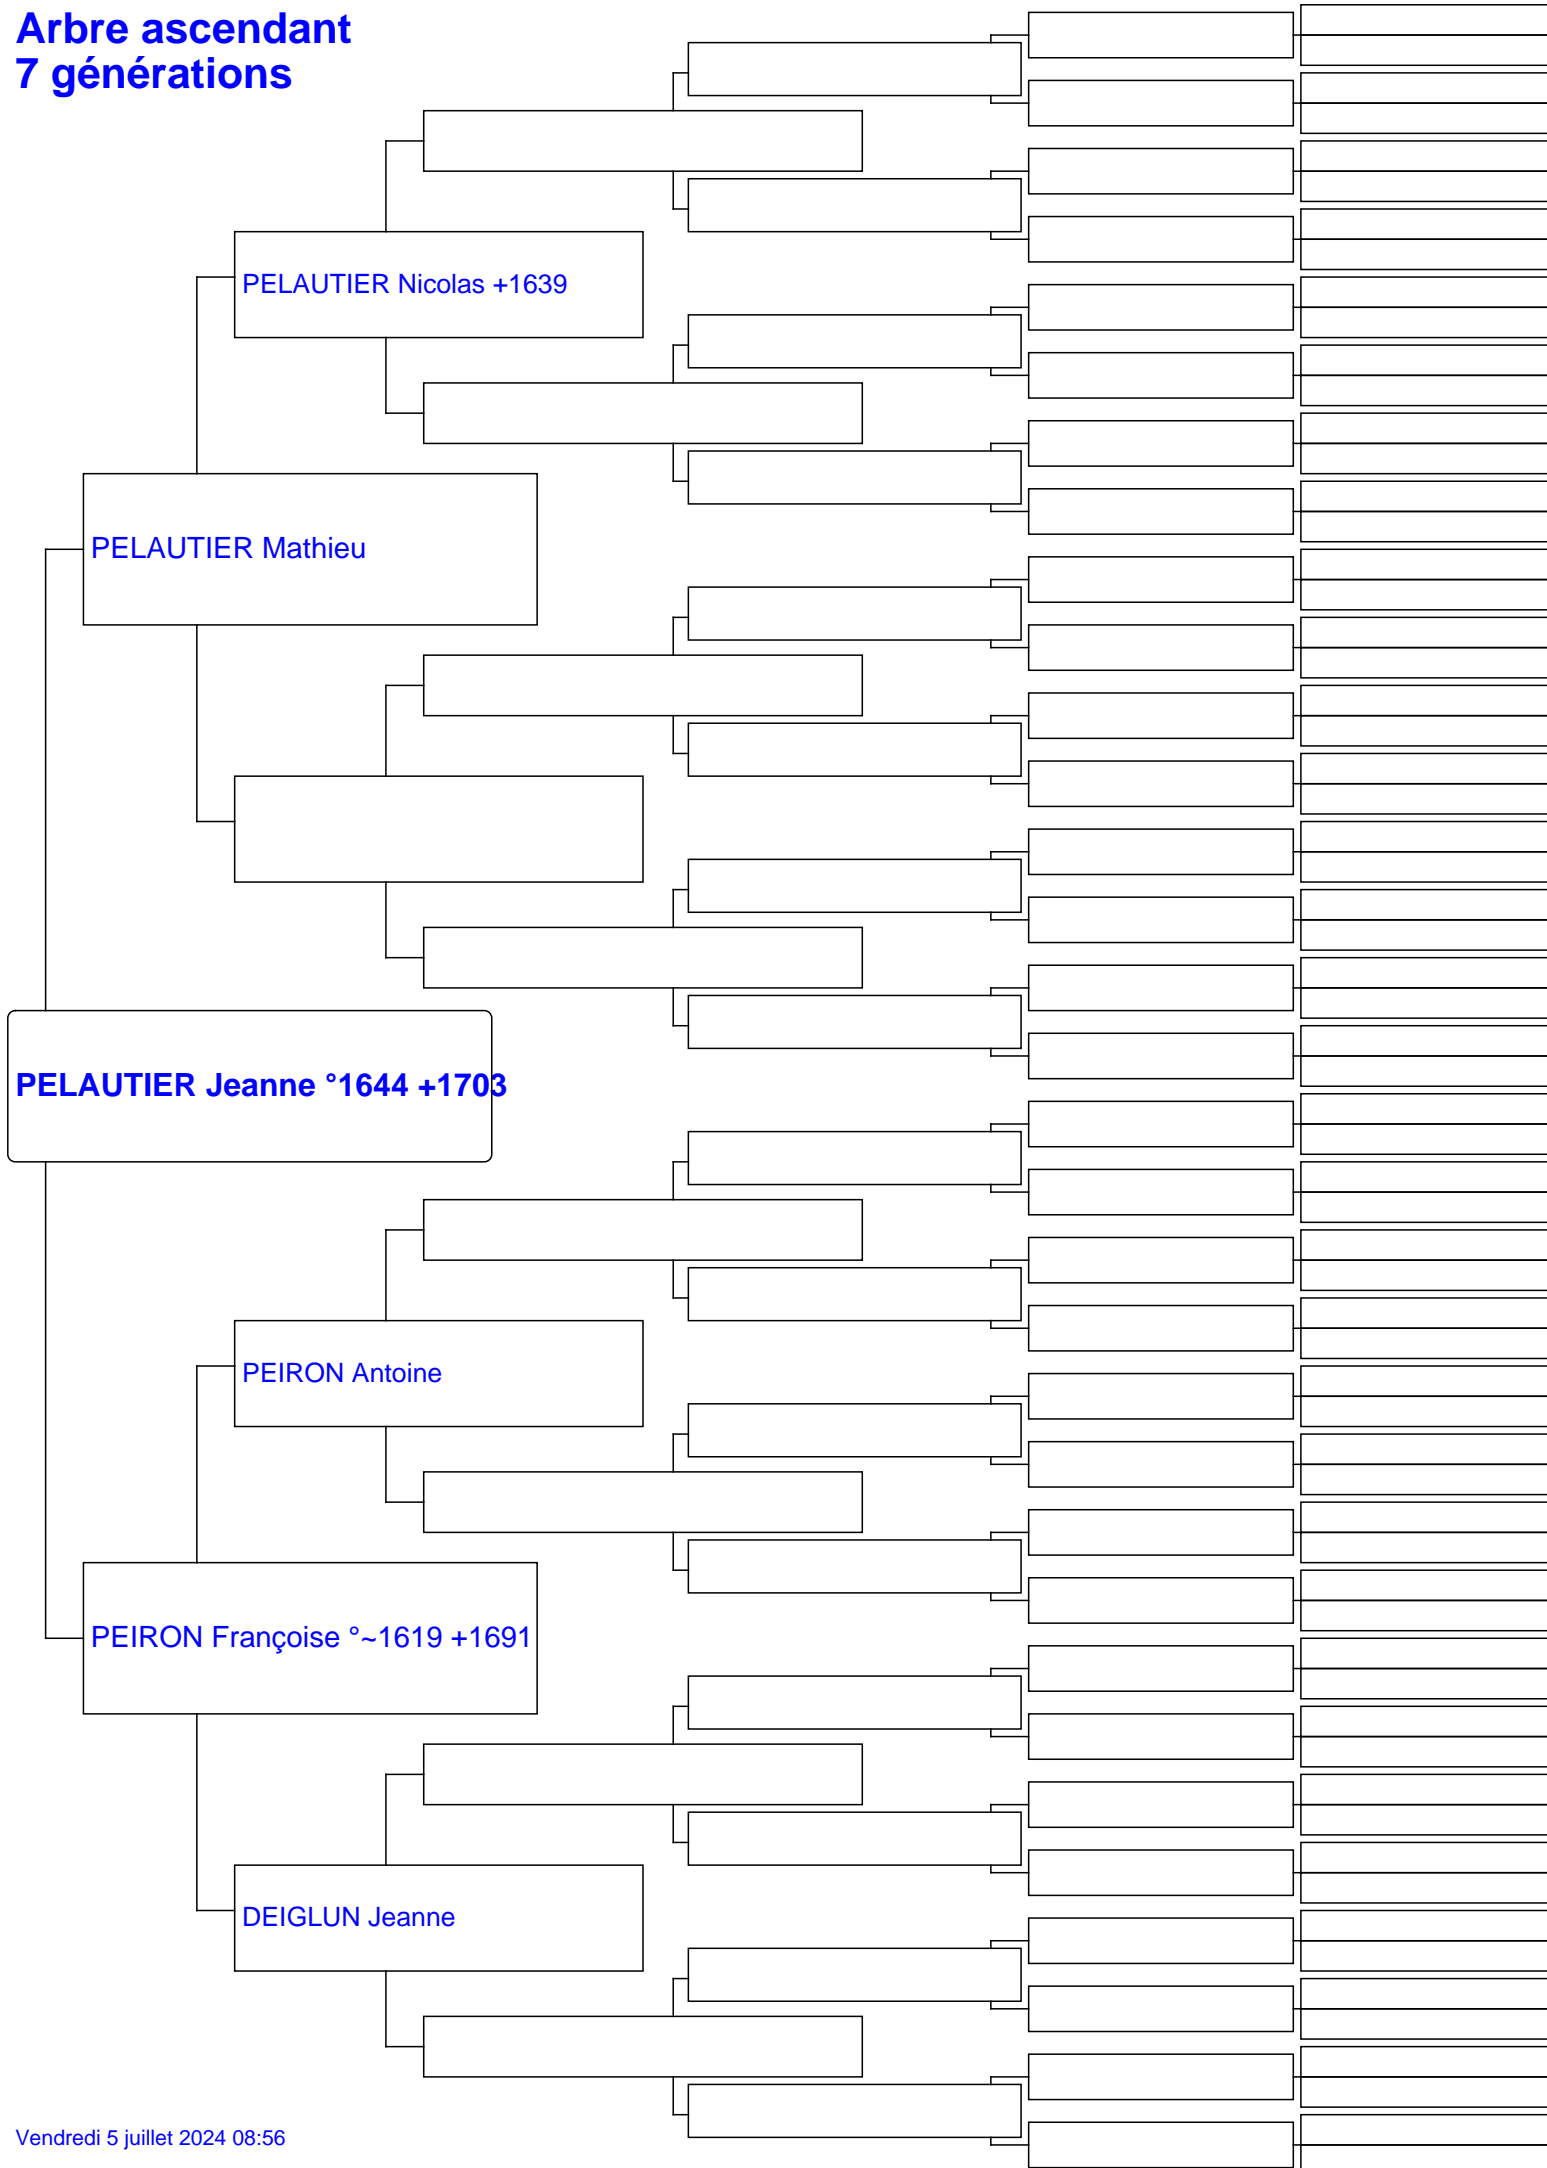 Arbre ascendant
7 générations
PELAUTIER Nicolas +1639
PELAUTIER Mathieu
PELAUTIER Jeanne °1644 +1703
PEIRON Antoine
PEIRON Françoise °~1619 +1691
DEIGLUN Jeanne
Vendredi 5 juillet 2024 08:56